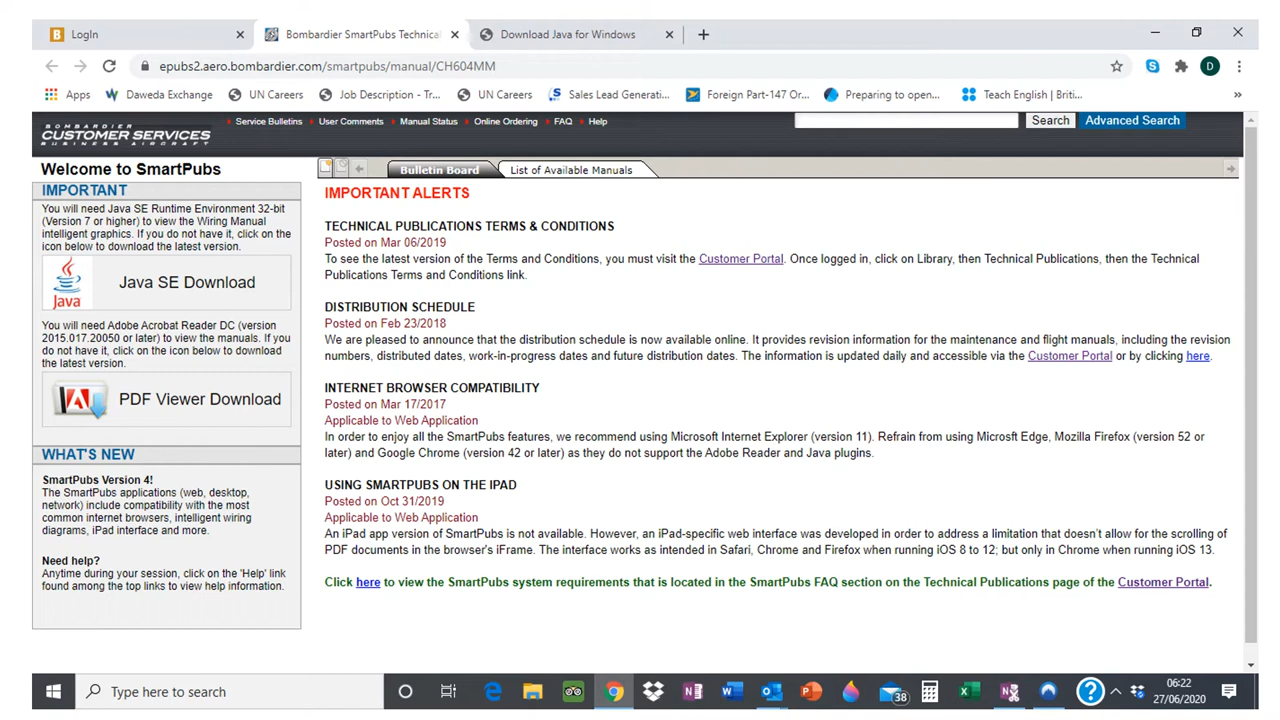 LogIn
Bombardier SmartPubs Technical
Download Java for Windows
epubs2.aero.bombardier.com/smartpubs/manual/CH604MM
D
Apps
Daweda Exchange
UN Careers
Job Description - Tr...
UN Careers
Sales Lead Generati...
Foreign Part-147 Or...
Preparing to operat...
Teach English | Briti...
BOMBARDIER
CUSTOMER SERVICES
BUSINESS AIRCRAFT
Service Bulletins
User Comments
Manual Status
Online Ordering
FAQ
Help
Search
Advanced Search
Welcome to SmartPubs
IMPORTANT
You will need Java SE Runtime Environment 32-bit
(Version 7 or higher) to view the Wiring Manual
intelligent graphics. If you do not have it, click on the
icon below to download the latest version.
Java
Java SE Download
You will need Adobe Acrobat Reader DC (version
2015.017.20050 or later) to view the manuals. If you
do not have it, click on the icon below to download
the latest version.
PDF Viewer Download
WHAT'S NEW
SmartPubs Version 4!
The SmartPubs applications (web, desktop,
network) include compatibility with the most
common internet browsers, intelligent wiring
diagrams, iPad interface and more.
Need help?
Anytime during your session, click on the 'Help' link
found among the top links to view help information.
Bulletin Board
List of Available Manuals
IMPORTANT ALERTS
TECHNICAL PUBLICATIONS TERMS & CONDITIONS
Posted on Mar 06/2019
To see the latest version of the Terms and Conditions, you must visit the Customer Portal. Once logged in, click on Library, then Technical Publications, then the Technical
Publications Terms and Conditions link.
DISTRIBUTION SCHEDULE
Posted on Feb 23/2018
We are pleased to announce that the distribution schedule is now available online. It provides revision information for the maintenance and flight manuals, including the revision
numbers, distributed dates, work-in-progress dates and future distribution dates. The information is updated daily and accessible via the Customer Portal or by clicking here.
INTERNET BROWSER COMPATIBILITY
Posted on Mar 17/2017
Applicable to Web Application
In order to enjoy all the SmartPubs features, we recommend using Microsoft Internet Explorer (version 11). Refrain from using Microsft Edge, Mozilla Firefox (version 52 or
later) and Google Chrome (version 42 or later) as they do not support the Adobe Reader and Java plugins.
USING SMARTPUBS ON THE IPAD
Posted on Oct 31/2019
Applicable to Web Application
An iPad app version of SmartPubs is not available. However, an iPad-specific web interface was developed in order to address a limitation that doesn't allow for the scrolling of
PDF documents in the browser's iFrame. The interface works as intended in Safari, Chrome and Firefox when running iOS 8 to 12; but only in Chrome when running iOS 13.
Click here to view the SmartPubs system requirements that is located in the SmartPubs FAQ section on the Technical Publications page of the Customer Portal.
Type here to search
38
06:22
27/06/2020